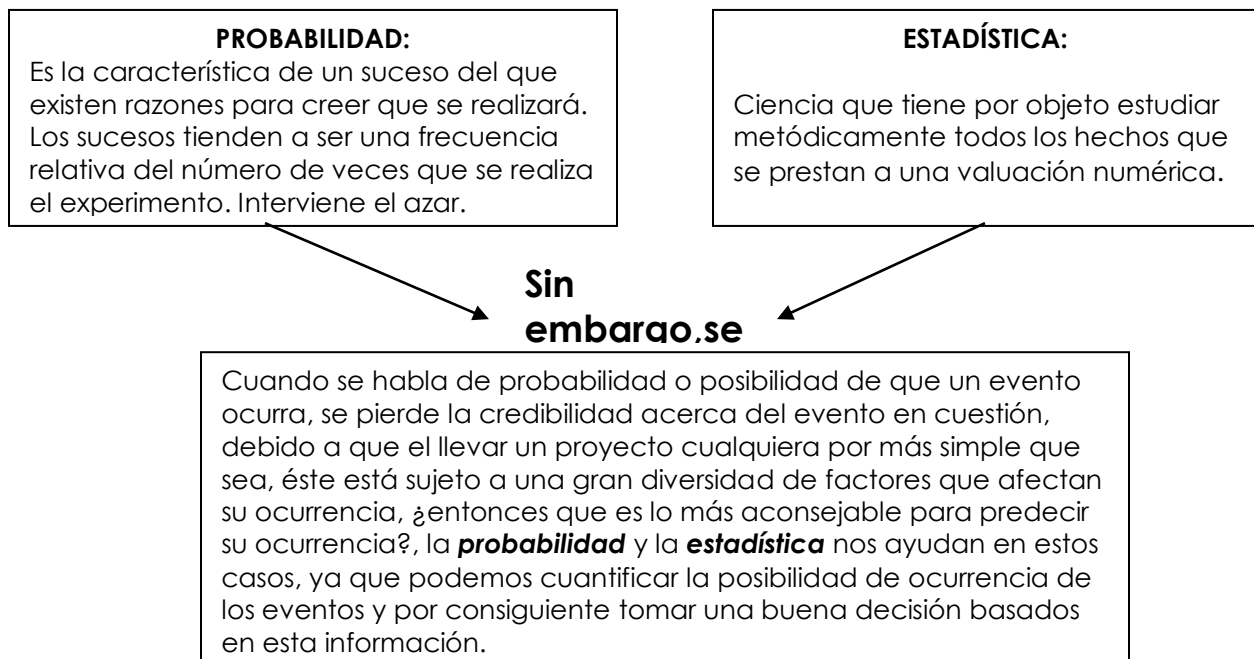 PROBABILIDAD:
Es la característica de un suceso del que
existen razones para creer que se realizará.
Los sucesos tienden a ser una frecuencia
relativa del número de veces que se realiza
el experimento. Interviene el azar.
ESTADÍSTICA:
Ciencia que tiene por objeto estudiar
metódicamente todos los hechos que
se prestan a una valuación numérica.
Sin
embargo,se
Cuando se habla de probabilidad o posibilidad de que un evento
ocurra, se pierde la credibilidad acerca del evento en cuestión,
debido a que el llevar un proyecto cualquiera por más simple que
sea, éste está sujeto a una gran diversidad de factores que afectan
su ocurrencia, ¿entonces que es lo más aconsejable para predecir
su ocurrencia?, la probabilidad y la estadística nos ayudan en estos
casos, ya que podemos cuantificar la posibilidad de ocurrencia de
los eventos y por consiguiente tomar una buena decisión basados
en esta información.